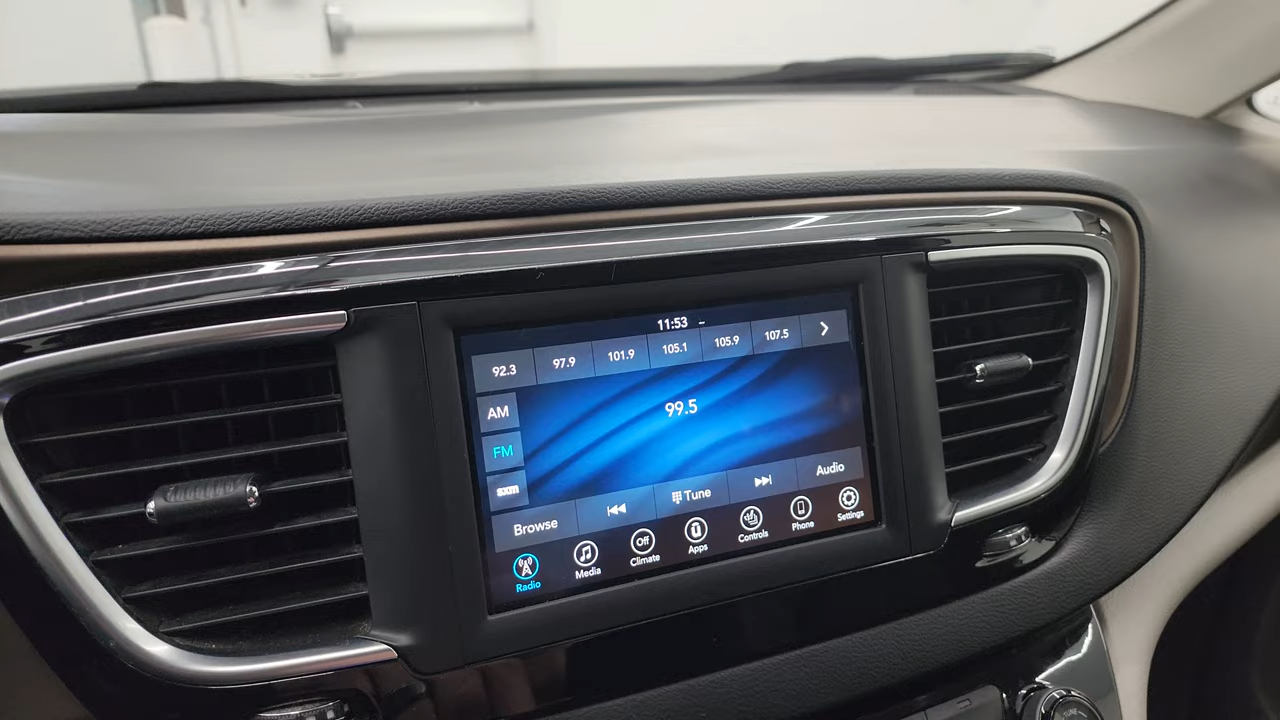 11:53 --
92.3 97.9 101.9 105.1 105.9 107.5
AM
99.5
FM
sxm
Browse Tune Audio
Radio Media Off Climate Apps Controls Phone Settings
TUNE